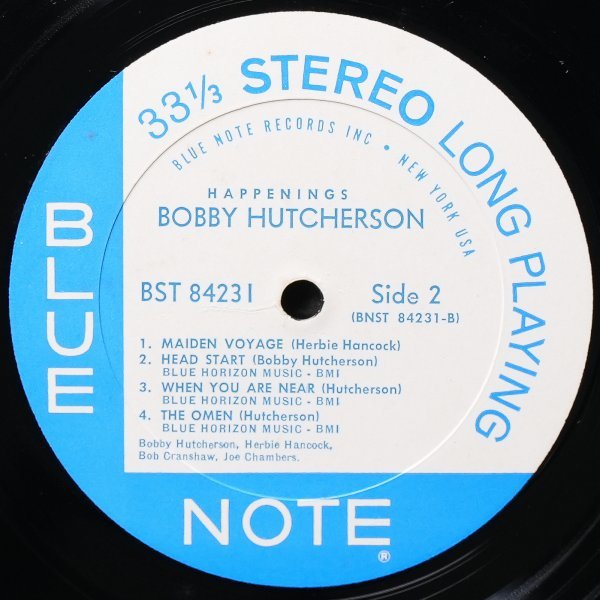 33⅓ STEREO LONG PLAYING
BLUE NOTE RECORDS INC • NEW YORK USA
HAPPENINGS
BOBBY HUTCHERSON
BST 84231 Side 2
(BNST 84231-B)
1. MAIDEN VOYAGE (Herbie Hancock)
2. HEAD START (Bobby Hutcherson)
BLUE HORIZON MUSIC - BMI
3. WHEN YOU ARE NEAR (Hutcherson)
BLUE HORIZON MUSIC - BMI
4. THE OMEN (Hutcherson)
BLUE HORIZON MUSIC - BMI
Bobby Hutcherson, Herbie Hancock,
Bob Cranshaw, Joe Chambers.
BLUE
NOTE®